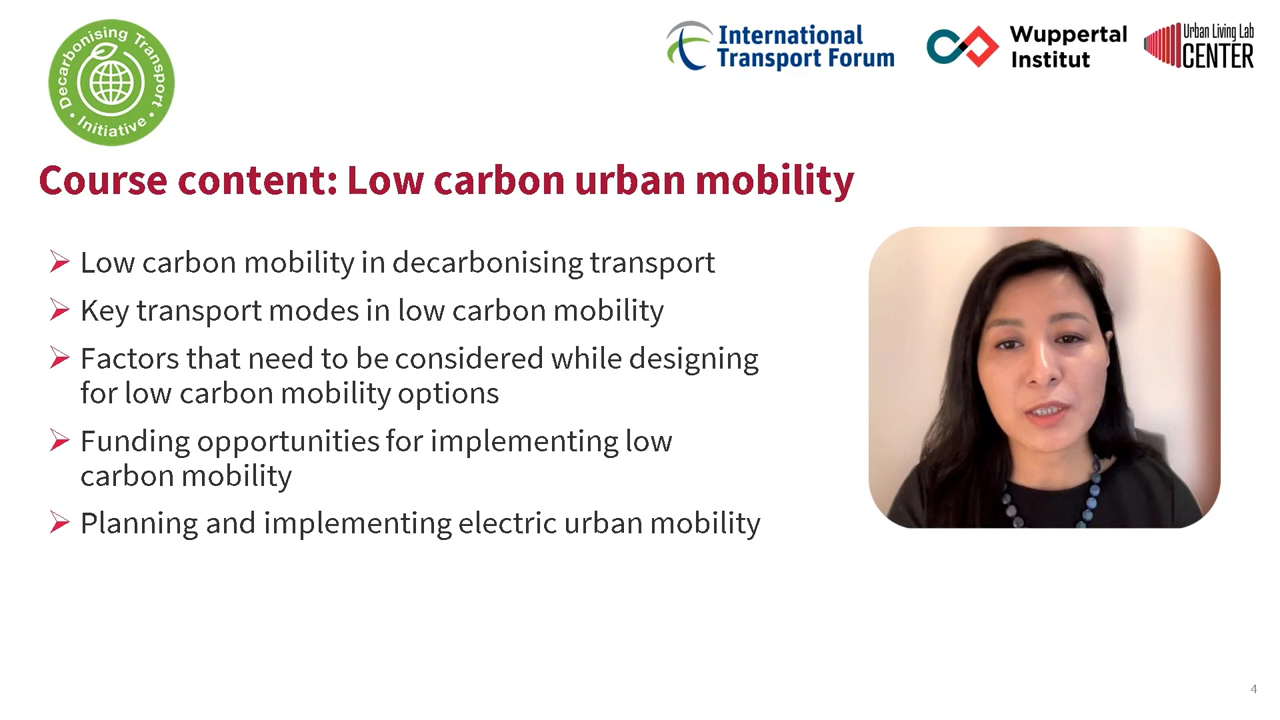 Decarbonising Transport
• Initiative •
International
Transport Forum
Wuppertal
Institut
Urban Living Lab
CENTER
Course content: Low carbon urban mobility
Low carbon mobility in decarbonising transport
Key transport modes in low carbon mobility
Factors that need to be considered while designing
for low carbon mobility options
Funding opportunities for implementing low
carbon mobility
Planning and implementing electric urban mobility
4